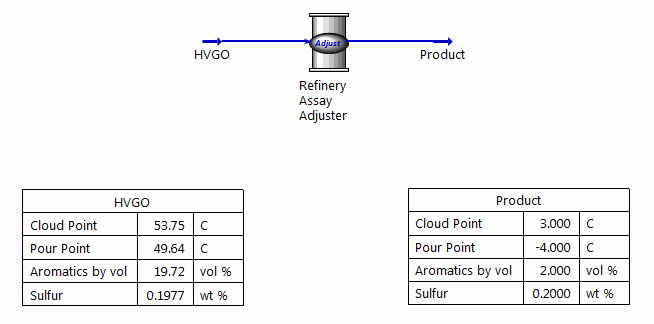 Adjust
HVGO
Product
Refinery
Assay
Adjuster
HVGO
Cloud Point 53.75 C
Pour Point 49.64 C
Aromatics by vol 19.72 vol %
Sulfur 0.1977 wt %
Product
Cloud Point 3.000 C
Pour Point -4.000 C
Aromatics by vol 2.000 vol %
Sulfur 0.2000 wt %